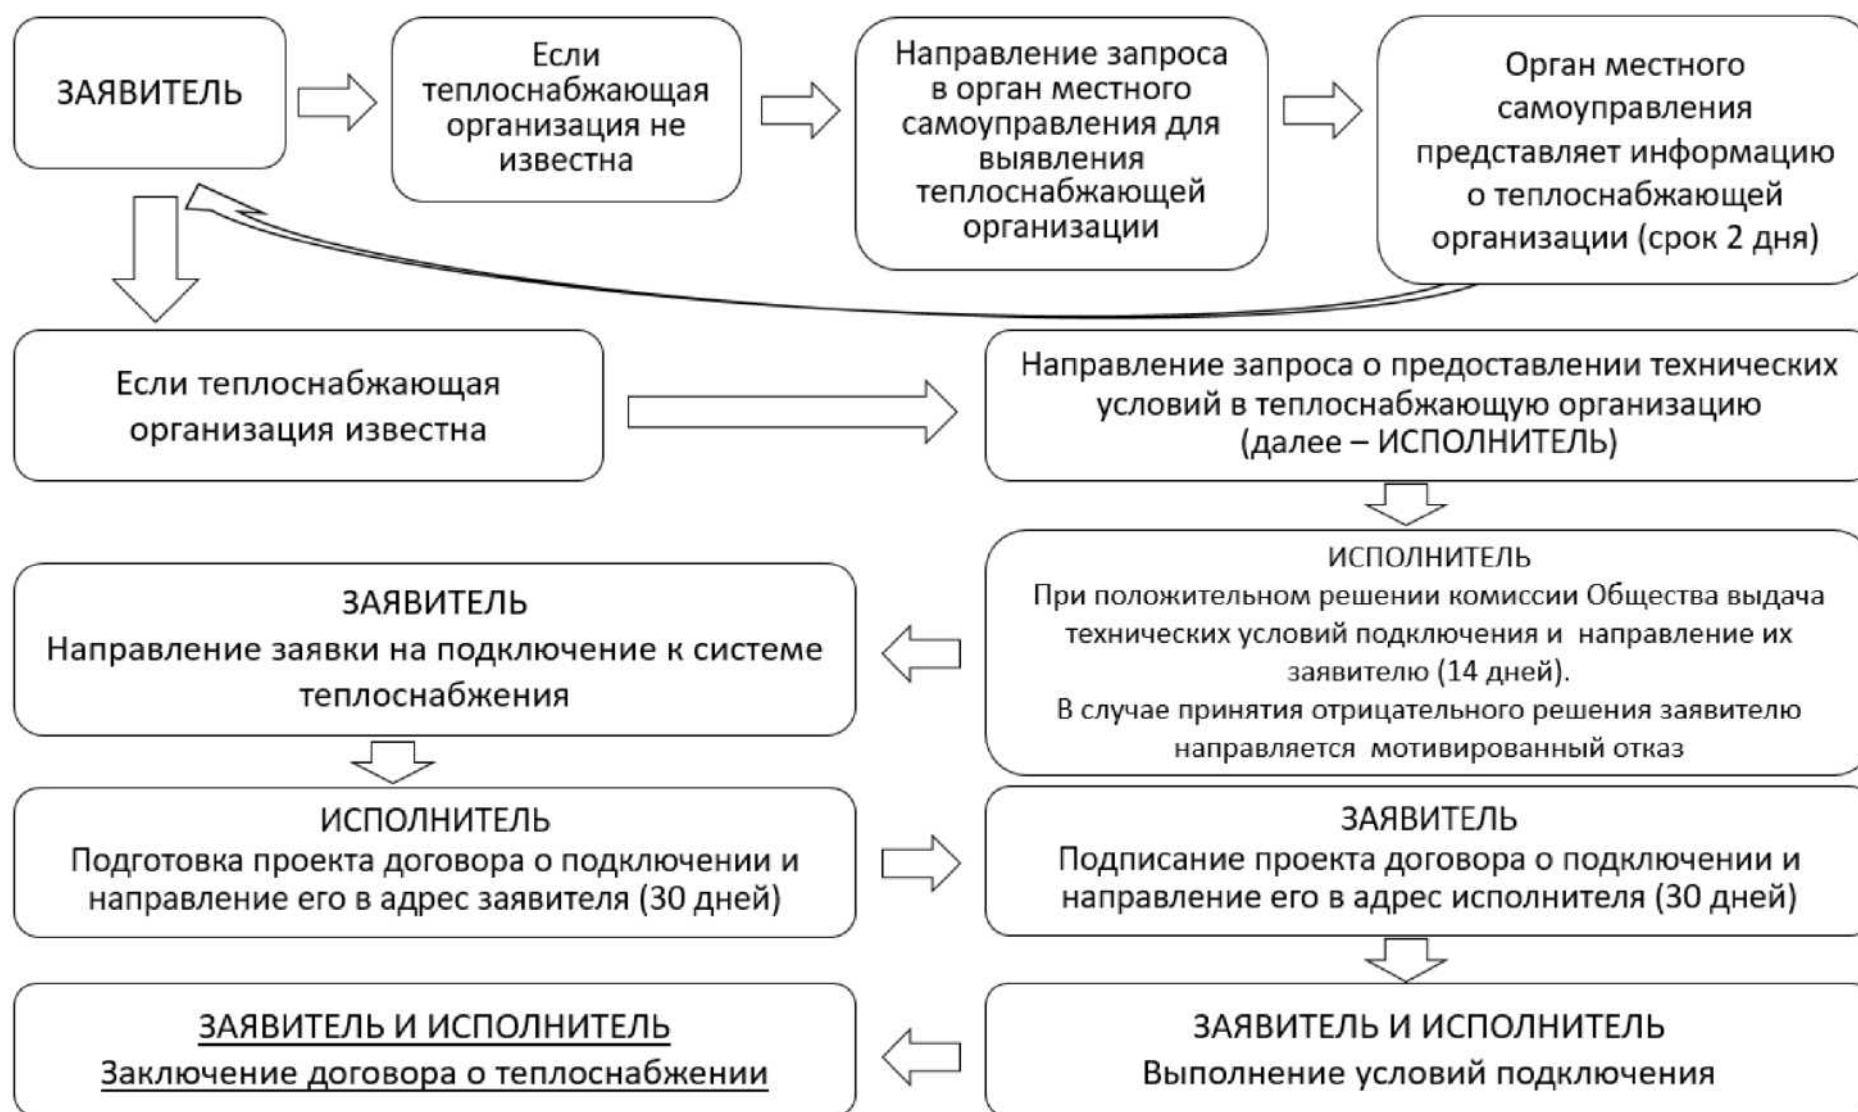 ЗАЯВИТЕЛЬ
Если
теплоснабжающая
организация не
известна
Направление запроса
в орган местного
самоуправления для
выявления
теплоснабжающей
организации
Орган местного
самоуправления
представляет информацию
о теплоснабжающей
организации (срок 2 дня)
Если теплоснабжающая
организация известна
Направление запроса о предоставлении технических
условий в теплоснабжающую организацию
(далее – ИСПОЛНИТЕЛЬ)
ИСПОЛНИТЕЛЬ
При положительном решении комиссии Общества выдача
технических условий подключения и направление их
заявителю (14 дней).
В случае принятия отрицательного решения заявителю
направляется мотивированный отказ
ЗАЯВИТЕЛЬ
Направление заявки на подключение к системе
теплоснабжения
ИСПОЛНИТЕЛЬ
Подготовка проекта договора о подключении и
направление его в адрес заявителя (30 дней)
ЗАЯВИТЕЛЬ
Подписание проекта договора о подключении и
направление его в адрес исполнителя (30 дней)
ЗАЯВИТЕЛЬ И ИСПОЛНИТЕЛЬ
Выполнение условий подключения
ЗАЯВИТЕЛЬ И ИСПОЛНИТЕЛЬ
Заключение договора о теплоснабжении